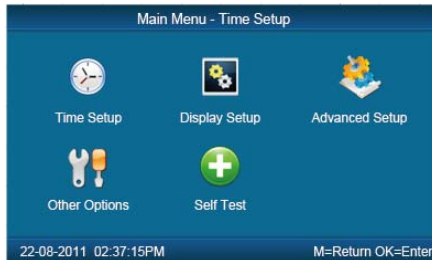 Main Menu - Time Setup
Time Setup
Display Setup
Advanced Setup
Other Options
Self Test
22-08-2011 02:37:15PM
M=Return OK=Enter